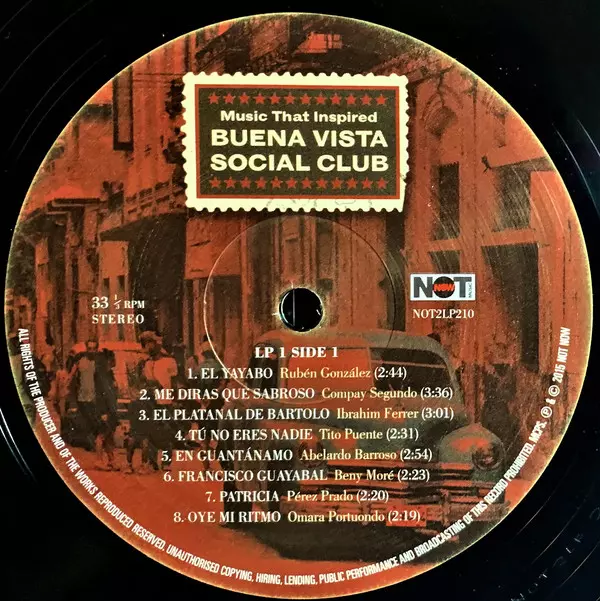 Music That Inspired
BUENA VISTA
SOCIAL CLUB
NOT NOW MUSIC
NOT2LP210
33 ⅓ RPM
STEREO
LP 1 SIDE 1
1. EL YAYABO Rubén González (2:44)
2. ME DIRAS QUE SABROSO Compay Segundo (3:36)
3. EL PLATANAL DE BARTOLO Ibrahim Ferrer (3:01)
4. TÚ NO ERES NADIE Tito Puente (2:31)
5. EN GUANTÁNAMO Abelardo Barroso (2:54)
6. FRANCISCO GUAYABAL Beny Moré (2:23)
7. PATRICIA Pérez Prado (2:20)
8. OYE MI RITMO Omara Portuondo (2:19)
ALL RIGHTS OF THE PRODUCER AND OF THE WORKS REPRODUCED RESERVED, UNAUTHORISED COPYING, HIRING, LENDING, PUBLIC PERFORMANCE AND BROADCASTING OF THIS RECORD PROHIBITED. MCPS. ℗ & © 2015 NOT NOW